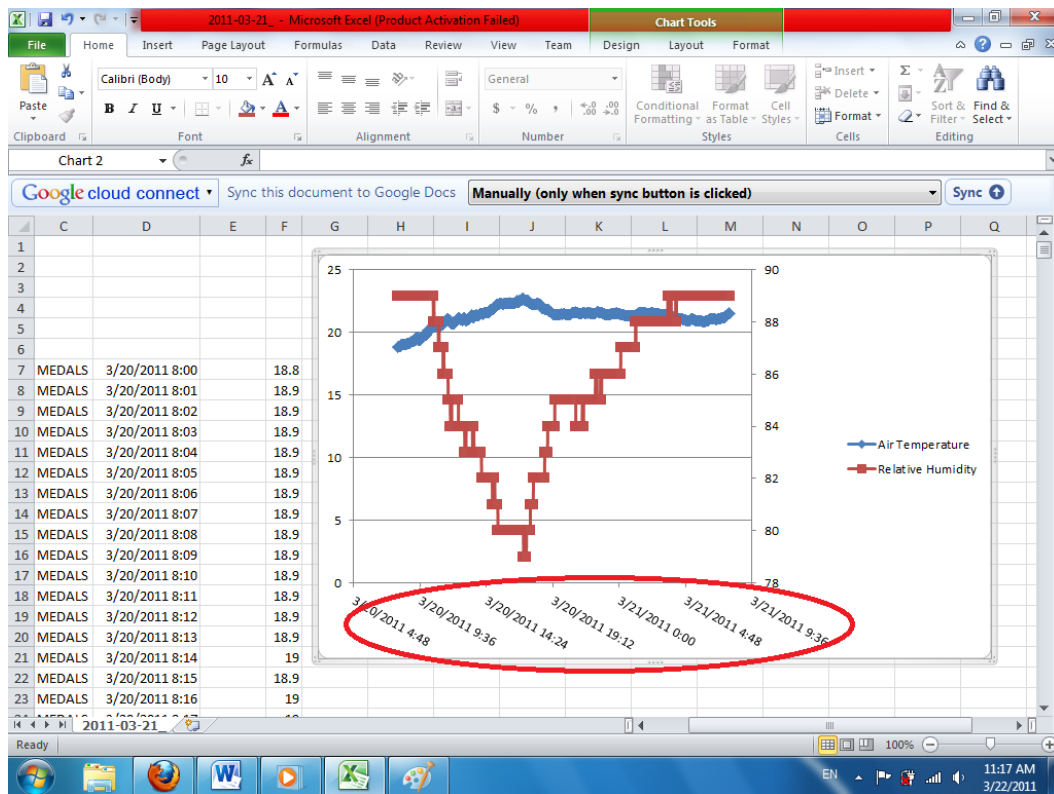 2011-03-21_ - Microsoft Excel (Product Activation Failed)
Chart Tools
File Home Insert Page Layout Formulas Data Review View Team Design Layout Format
Paste
Calibri (Body) 10 A A
B I U A
General
$ % , .0 .00 .00 .0
Conditional Formatting
Format as Table
Cell Styles
Insert
Delete
Format
Σ
Sort & Filter
Find & Select
Clipboard Font Alignment Number Styles Cells Editing
Chart 2 fx
Google cloud connect Sync this document to Google Docs Manually (only when sync button is clicked) Sync
C D E F G H I J K L M N O P Q
1
2
3
4
5
6
7 MEDALS 3/20/2011 8:00 18.8
8 MEDALS 3/20/2011 8:01 18.9
9 MEDALS 3/20/2011 8:02 18.9
10 MEDALS 3/20/2011 8:03 18.9
11 MEDALS 3/20/2011 8:04 18.9
12 MEDALS 3/20/2011 8:05 18.9
13 MEDALS 3/20/2011 8:06 18.9
14 MEDALS 3/20/2011 8:07 18.9
15 MEDALS 3/20/2011 8:08 18.9
16 MEDALS 3/20/2011 8:09 18.9
17 MEDALS 3/20/2011 8:10 18.9
18 MEDALS 3/20/2011 8:11 18.9
19 MEDALS 3/20/2011 8:12 18.9
20 MEDALS 3/20/2011 8:13 18.9
21 MEDALS 3/20/2011 8:14 19
22 MEDALS 3/20/2011 8:15 18.9
23 MEDALS 3/20/2011 8:16 19
25
20
15
10
5
0
90
88
86
84
82
80
78
Air Temperature
Relative Humidity
3/20/2011 4:48
3/20/2011 9:36
3/20/2011 14:24
3/20/2011 19:12
3/21/2011 0:00
3/21/2011 4:48
3/21/2011 9:36
2011-03-21_
Ready 100%
EN 11:17 AM
3/22/2011